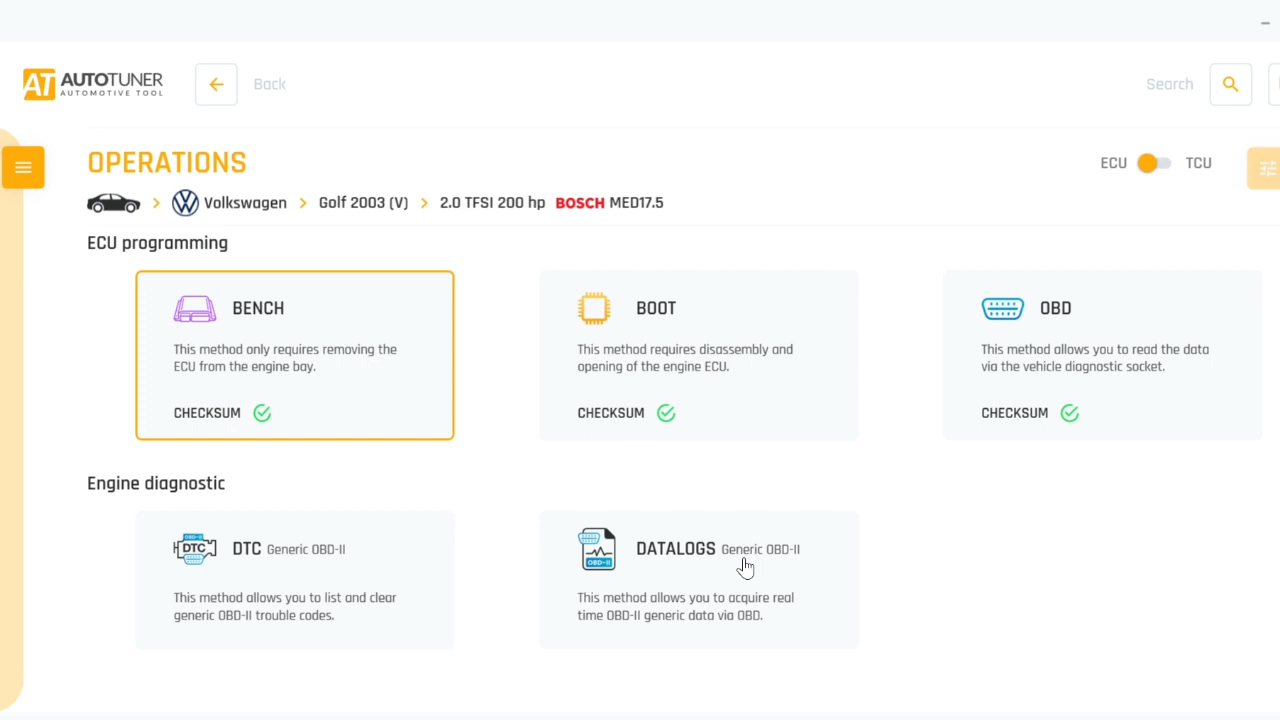 AT AUTOTUNER
AUTOMOTIVE TOOL
Back
Search
OPERATIONS
ECU TCU
Volkswagen Golf 2003 (V) 2.0 TFSI 200 hp BOSCH MED17.5
ECU programming
BENCH
This method only requires removing the
ECU from the engine bay.
CHECKSUM
BOOT
This method requires disassembly and
opening of the engine ECU.
CHECKSUM
OBD
This method allows you to read the data
via the vehicle diagnostic socket.
CHECKSUM
Engine diagnostic
OBD-II
DTC
DTC Generic OBD-II
This method allows you to list and clear
generic OBD-II trouble codes.
OBD-II
DATALOGS Generic OBD-II
This method allows you to acquire real
time OBD-II generic data via OBD.